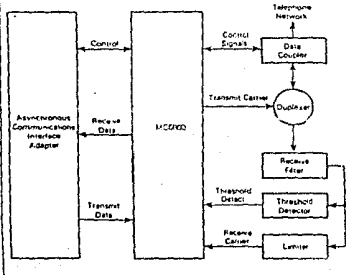 Telephone
Network
Control
Control
Signals
Data
Coupler
Transmit Carrier
Duplexer
Asynchronous
Communications
Interface
Adapter
Receive
Data
Receive
Filter
Threshold
Detect
Threshold
Detector
Transmit
Data
Receive
Carrier
Limiter